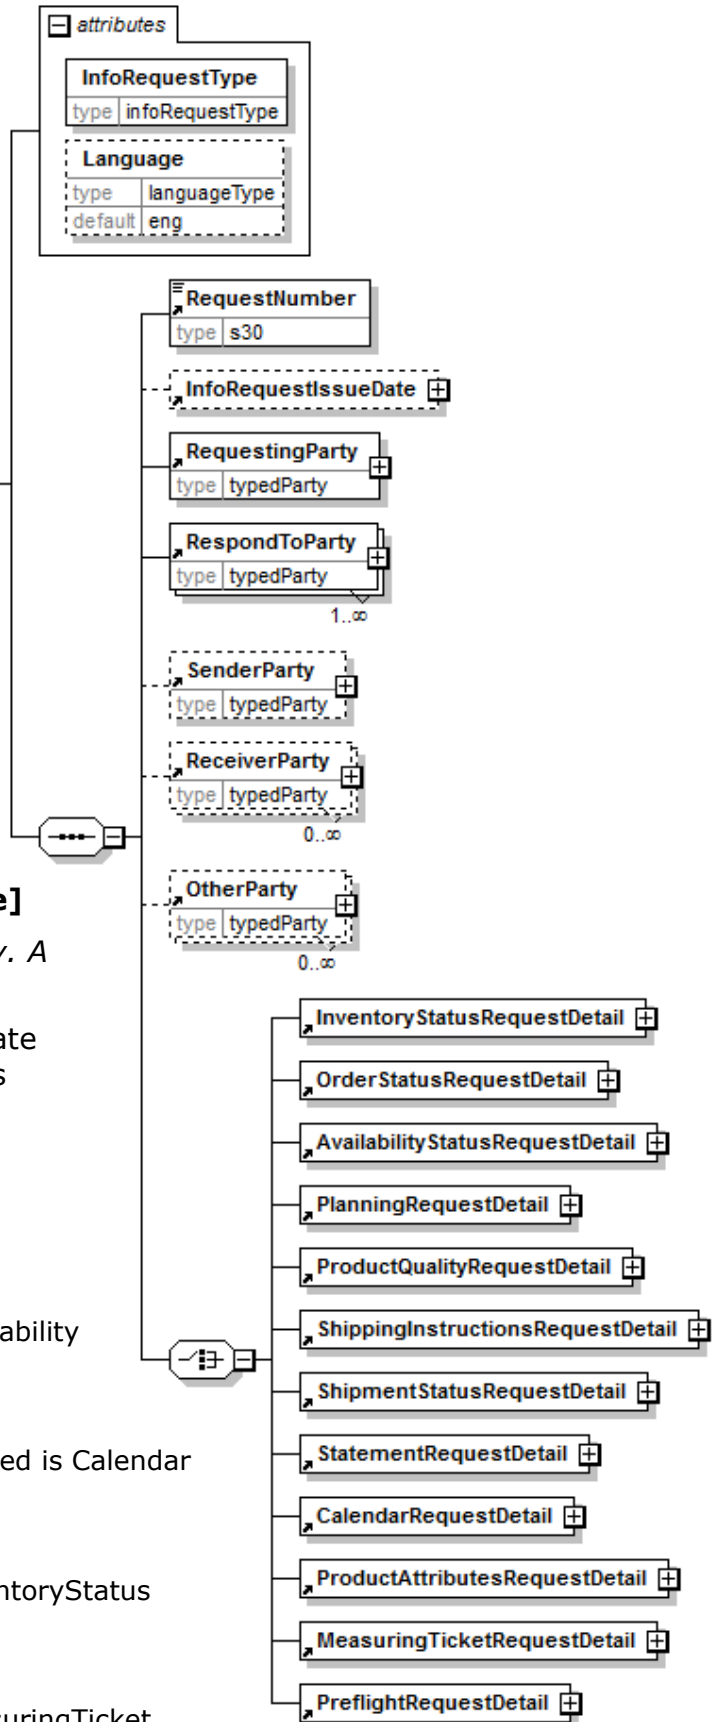 attributes
InfoRequestType
type infoRequestType
Language
type languageType
default eng
RequestNumber
type s30
InfoRequestIssueDate
RequestingParty
type typedParty
RespondToParty
type typedParty
1..∞
SenderParty
type typedParty
ReceiverParty
type typedParty
0..∞
e]
OtherParty
type typedParty
. A
0..∞
InventoryStatusRequestDetail
ate
s
OrderStatusRequestDetail
AvailabilityStatusRequestDetail
PlanningRequestDetail
ProductQualityRequestDetail
ability
ShippingInstructionsRequestDetail
ShipmentStatusRequestDetail
ed is Calendar
StatementRequestDetail
CalendarRequestDetail
ntoryStatus
ProductAttributesRequestDetail
MeasuringTicketRequestDetail
PreflightRequestDetail
suringTicket